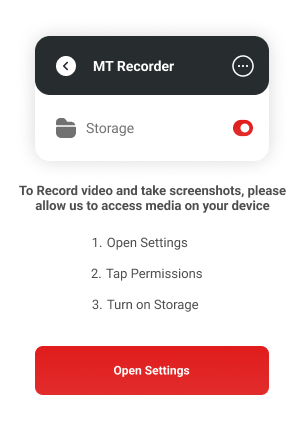 MT Recorder
Storage
To Record video and take screenshots, please
allow us to access media on your device
1. Open Settings
2. Tap Permissions
3. Turn on Storage
Open Settings